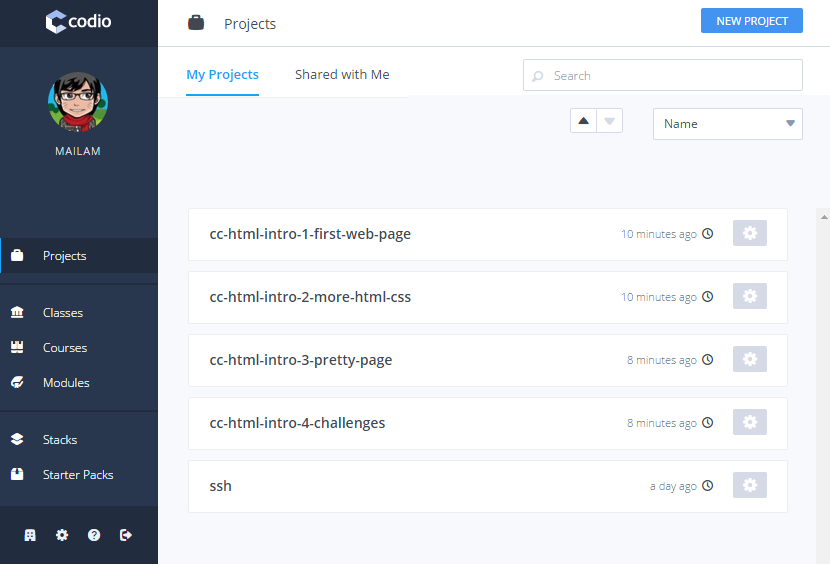 codio
Projects
NEW PROJECT
MAILAM
My Projects
Shared with Me
Search
Name
Projects
Classes
Courses
Modules
Stacks
Starter Packs
cc-html-intro-1-first-web-page
10 minutes ago
cc-html-intro-2-more-html-css
10 minutes ago
cc-html-intro-3-pretty-page
8 minutes ago
cc-html-intro-4-challenges
8 minutes ago
ssh
a day ago